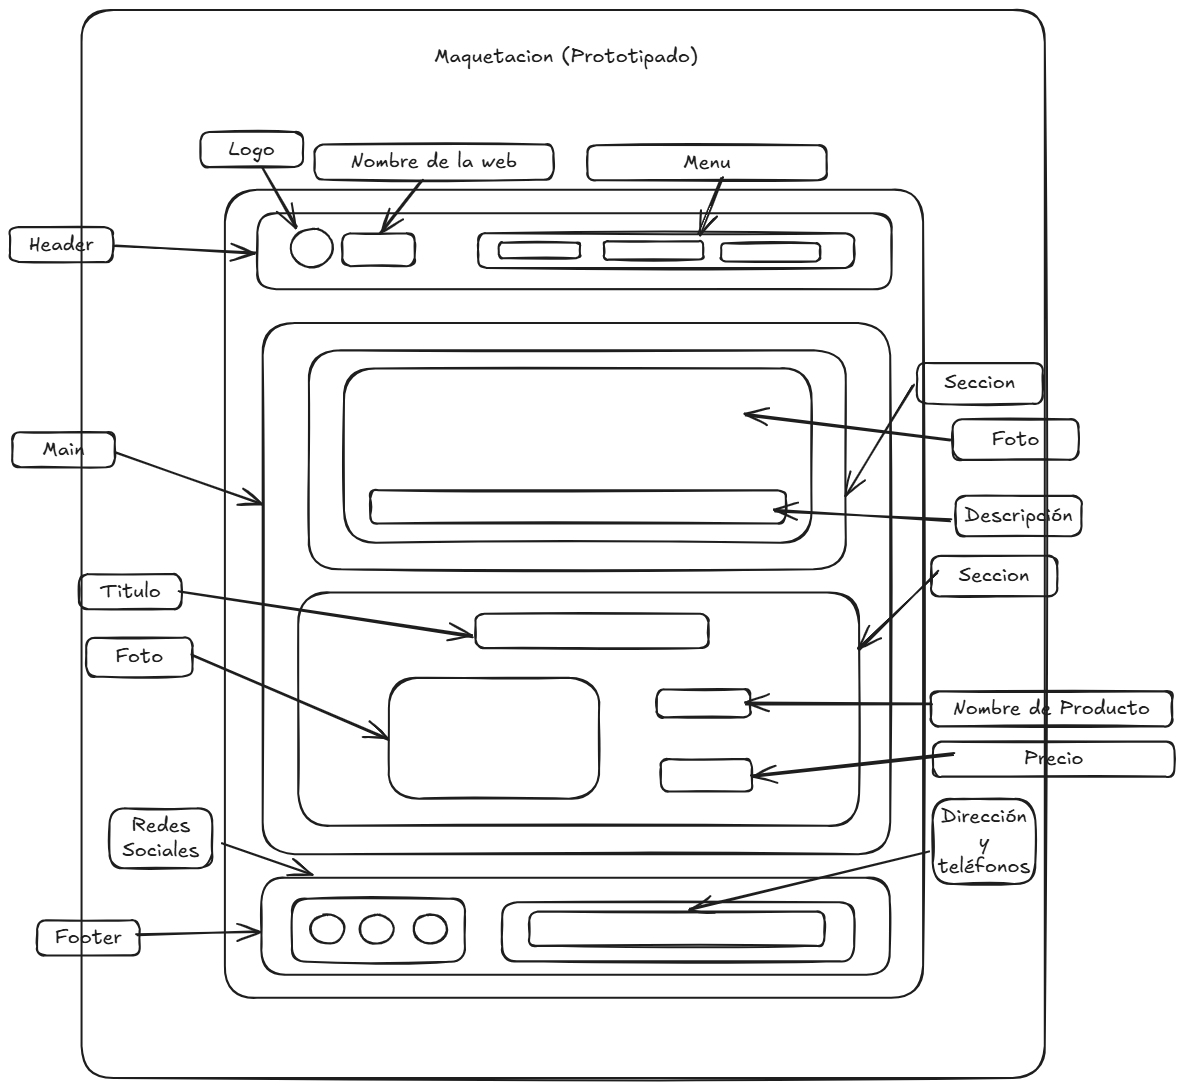 Maquetacion (Prototipado)
Logo
Nombre de la web
Menu
Header
Seccion
Foto
Main
Descripción
Seccion
Titulo
Foto
Nombre de Producto
Precio
Redes
Sociales
Dirección
y
teléfonos
Footer